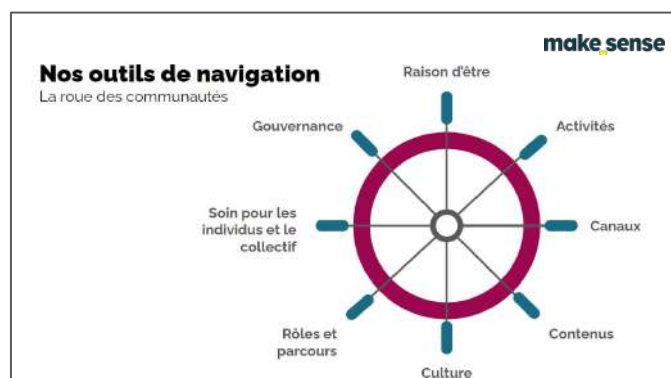 make_sense
Nos outils de navigation
La roue des communautés
Raison d'être
Gouvernance
Activités
Soin pour les
individus et le
collectif
Canaux
Rôles et
parcours
Contenus
Culture